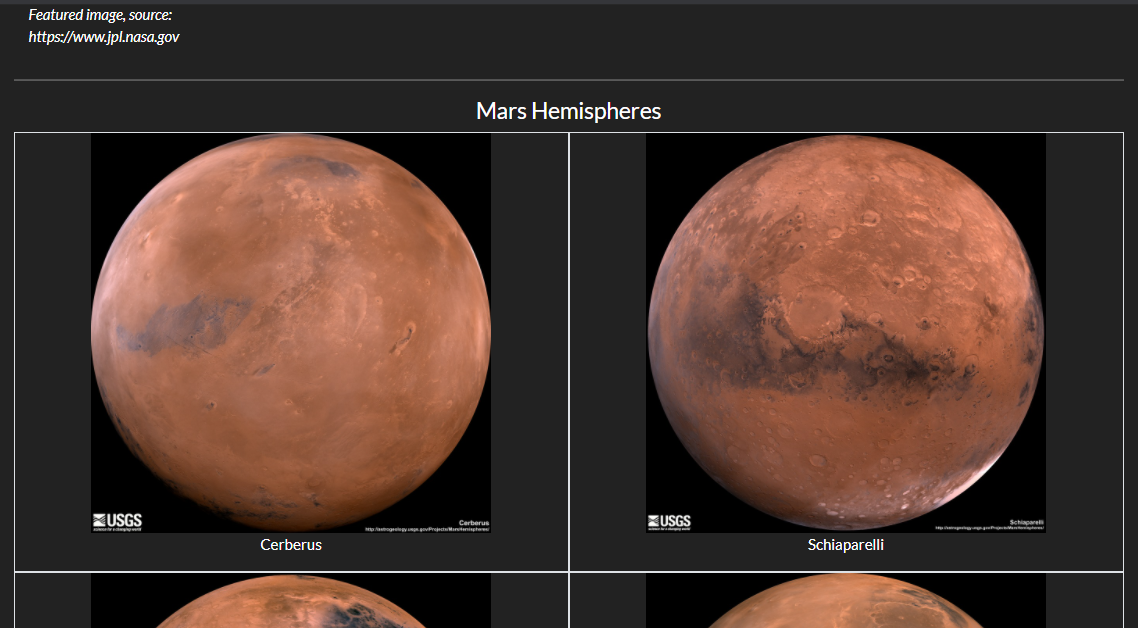 Featured image, source:
https://www.jpl.nasa.gov
Mars Hemispheres
USGS
science for a changing world
Cerberus
http://astrogeology.usgs.gov/Projects/MarsHemispheres/
Cerberus
USGS
science for a changing world
Schiaparelli
http://astrogeology.usgs.gov/Projects/MarsHemispheres/
Schiaparelli